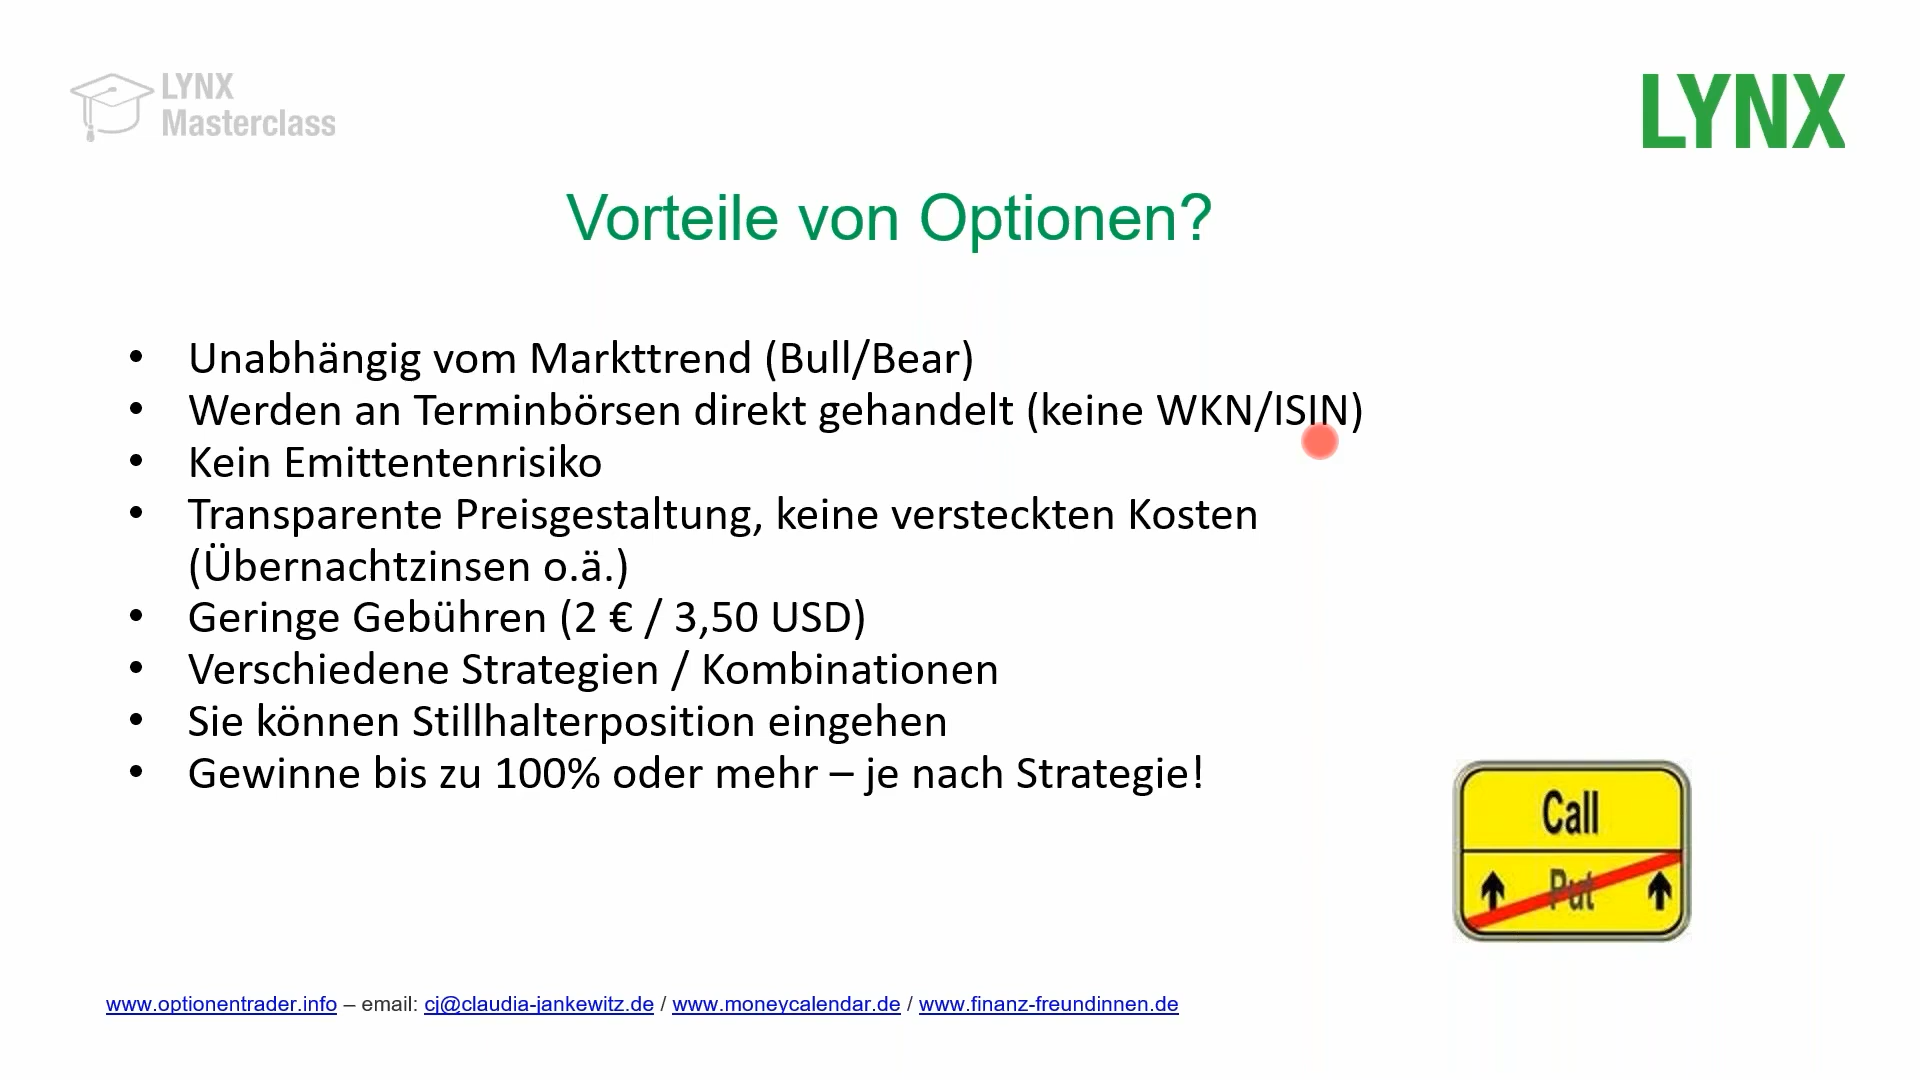 LYNX
Masterclass
LYNX
Vorteile von Optionen?
• Unabhängig vom Markttrend (Bull/Bear)
• Werden an Terminbörsen direkt gehandelt (keine WKN/ISIN)
• Kein Emittentenrisiko
• Transparente Preisgestaltung, keine versteckten Kosten
(Übernachtzinsen o.ä.)
• Geringe Gebühren (2 € / 3,50 USD)
• Verschiedene Strategien / Kombinationen
• Sie können Stillhalterposition eingehen
• Gewinne bis zu 100% oder mehr – je nach Strategie!
Call
Put
www.optionentrader.info – email: cj@claudia-jankewitz.de / www.moneycalendar.de / www.finanz-freundinnen.de